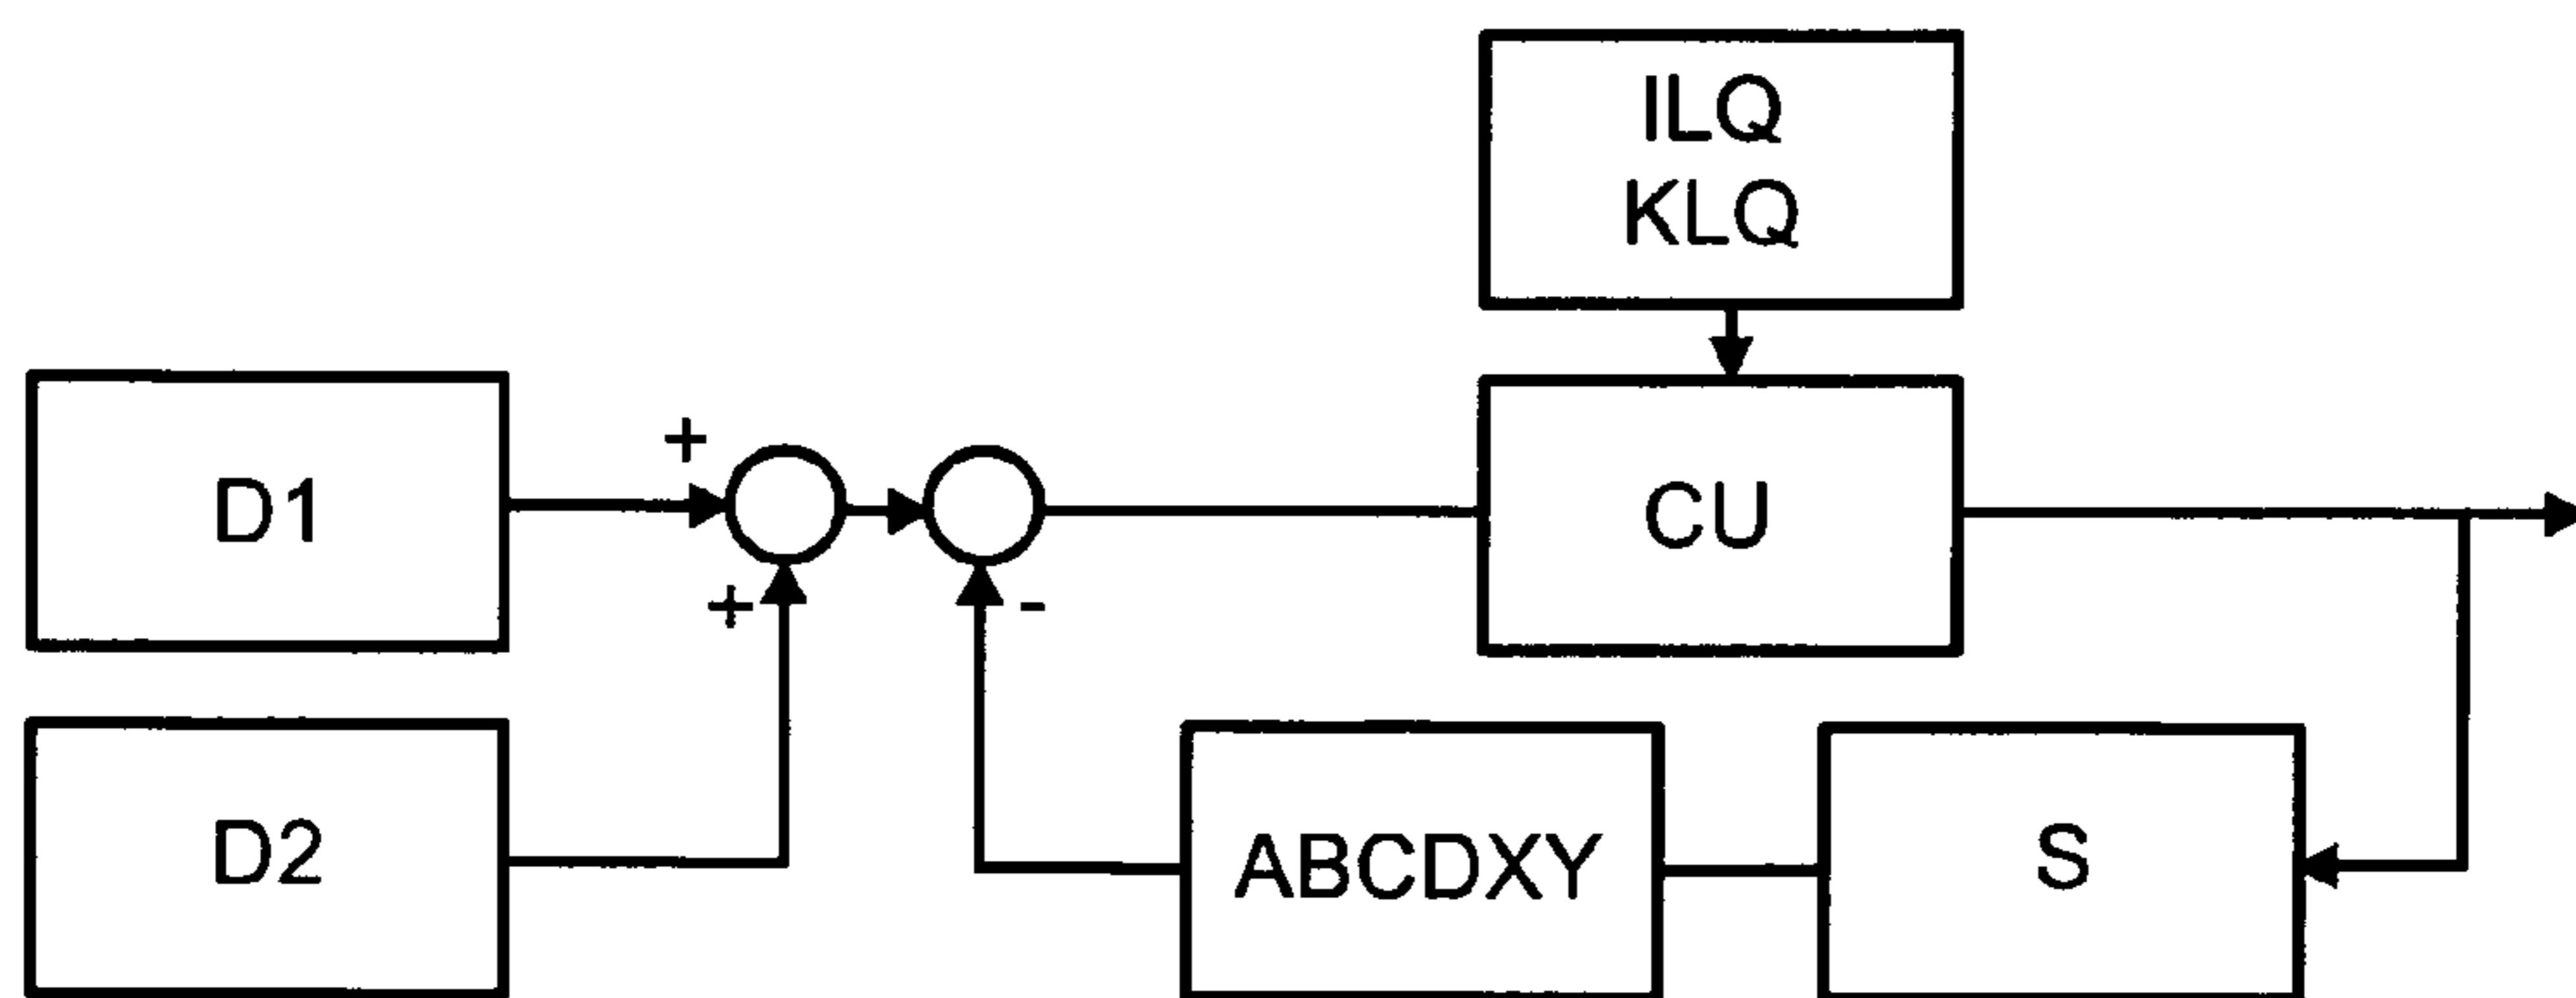 ILQ
KLQ
D1
+
+
-
CU
D2
ABCDXY
S